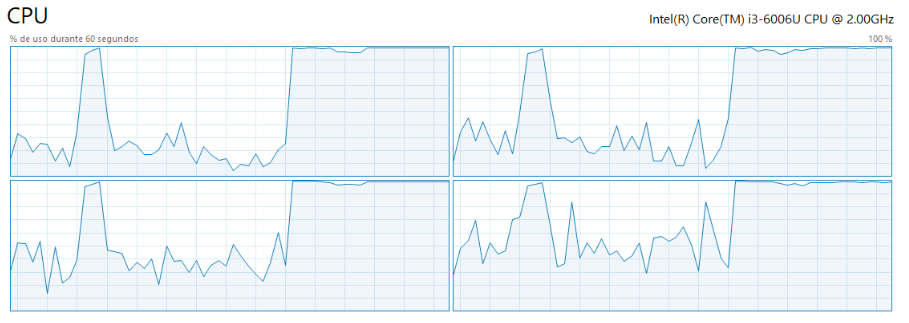 CPU
Intel(R) Core(TM) i3-6006U CPU @ 2.00GHz
% de uso durante 60 segundos
100 %